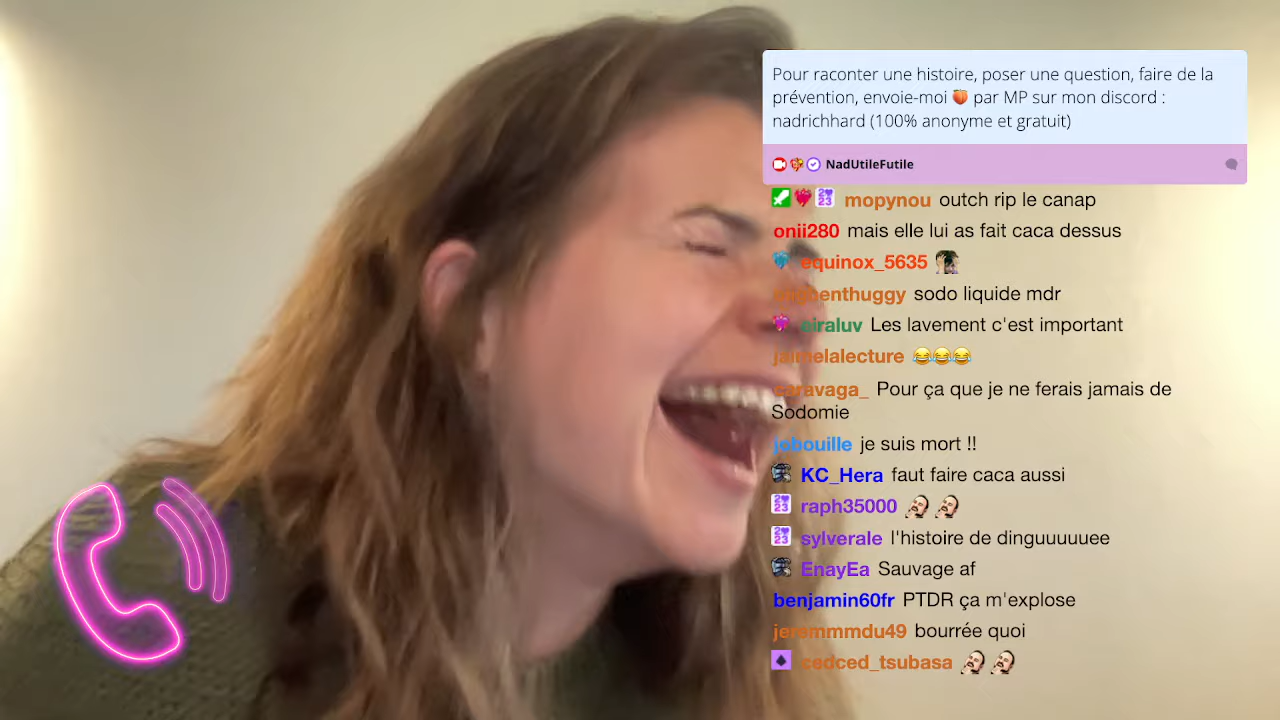 Pour raconter une histoire, poser une question, faire de la
prévention, envoie-moi 🍑 par MP sur mon discord :
nadrichhard (100% anonyme et gratuit)
NadUtileFutile
mopynou outch rip le canap
onii280 mais elle lui as fait caca dessus
equinox_5635
sodo liquide mdr
airaluv Les lavement c'est important
jaimelalecture 😂😂😂
Pour ça que je ne ferais jamais de
Sodomie
jobouille je suis mort !!
KC_Hera faut faire caca aussi
raph35000
sylverale l'histoire de dinguuuuuee
EnayEa Sauvage af
benjamin60fr PTDR ça m'explose
jeremmmdu49 bourrée quoi
cedced_tsubasa